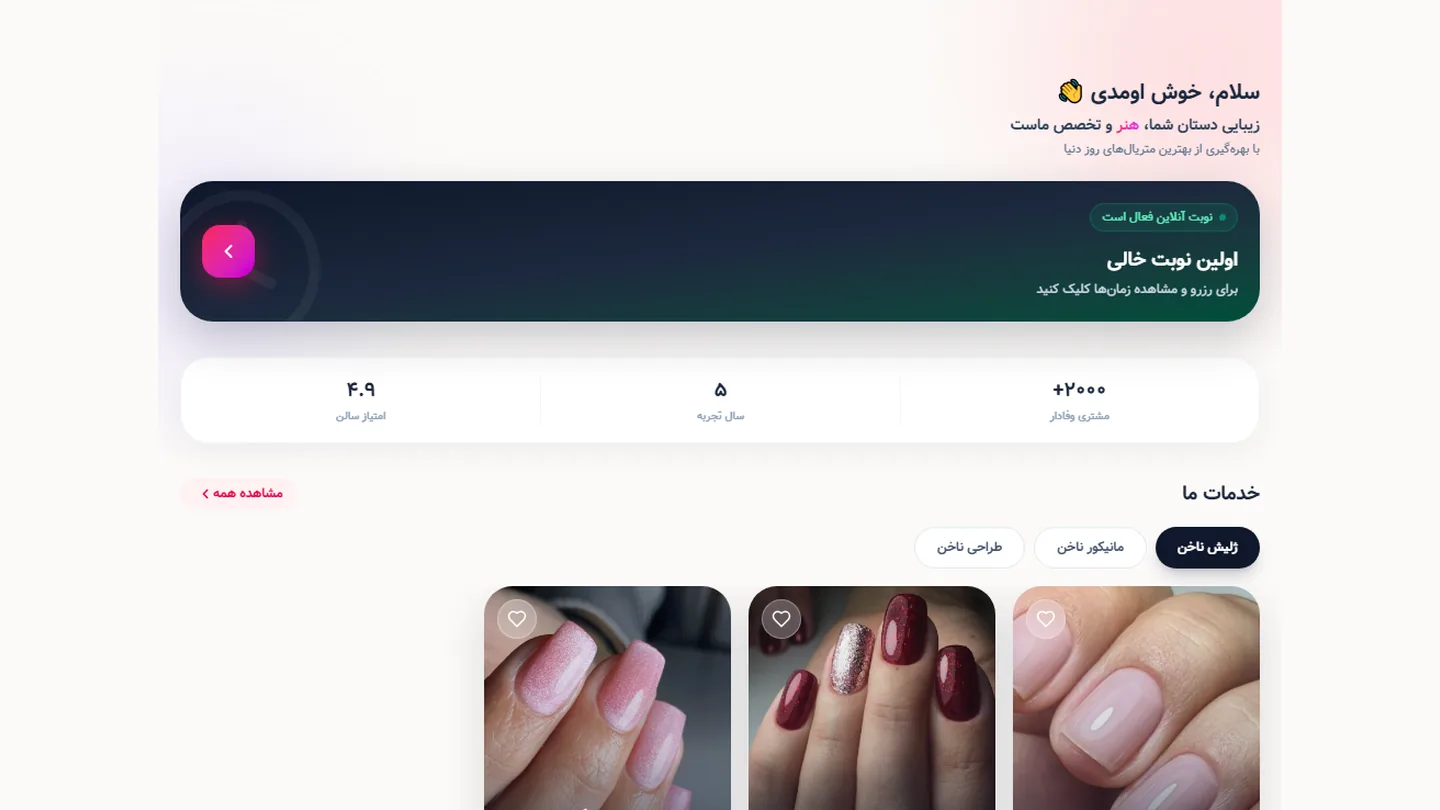 سلام، خوش اومدی 👋
زیبایی دستان شما، هنر و تخصص ماست
با بهره‌گیری از بهترین متریال‌های روز دنیا
نوبت آنلاین فعال است
اولین نوبت خالی
برای رزرو و مشاهده زمان‌ها کلیک کنید
+۲۰۰۰
مشتری وفادار
۵
سال تجربه
۴.۹
امتیاز سالن
خدمات ما
مشاهده همه
ژلیش ناخن
مانیکور ناخن
طراحی ناخن